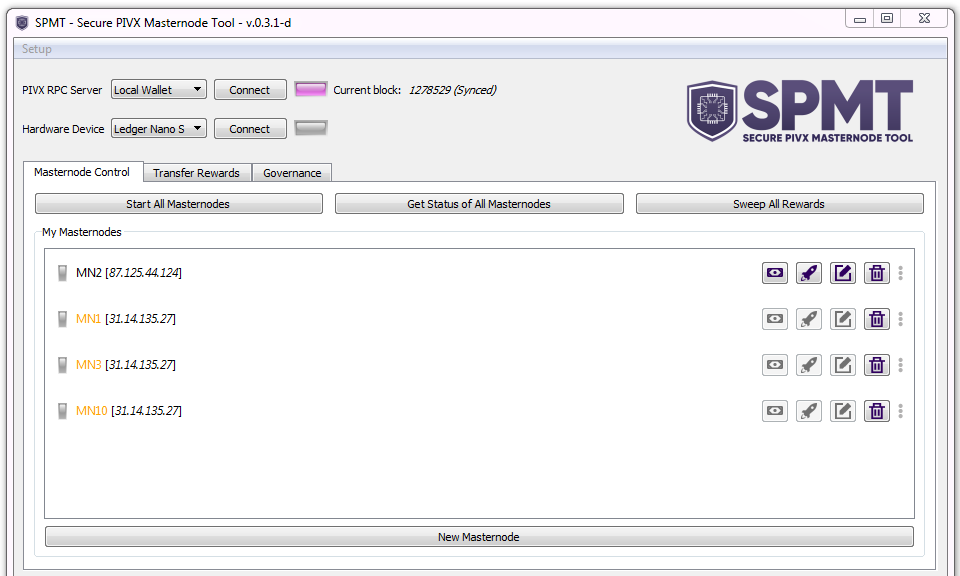 SPMT - Secure PIVX Masternode Tool - v.0.3.1-d
Setup
PIVX RPC Server Local Wallet Connect Current block: 1278529 (Synced)
Hardware Device Ledger Nano S Connect
SPMT
SECURE PIVX MASTERNODE TOOL
Masternode Control Transfer Rewards Governance
Start All Masternodes Get Status of All Masternodes Sweep All Rewards
My Masternodes
MN2 [87.125.44.124]
MN1 [31.14.135.27]
MN3 [31.14.135.27]
MN10 [31.14.135.27]
New Masternode